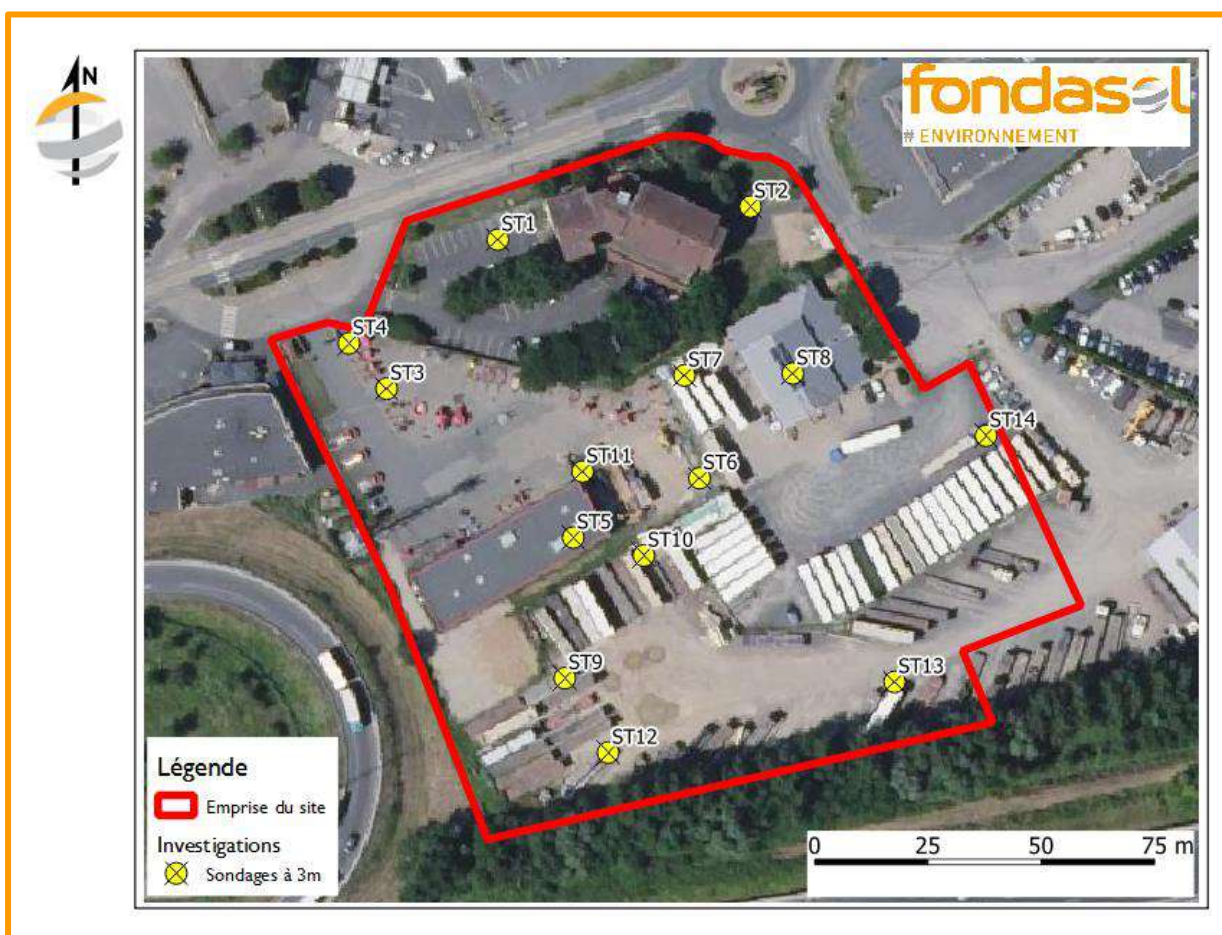 N
fondasol
# ENVIRONNEMENT
ST2
ST1
ST4
ST3
ST7
ST8
ST14
ST11
ST6
ST5
ST10
ST9
ST13
ST12
Légende
Emprise du site
Investigations
Sondages à 3m
0 25 50 75 m